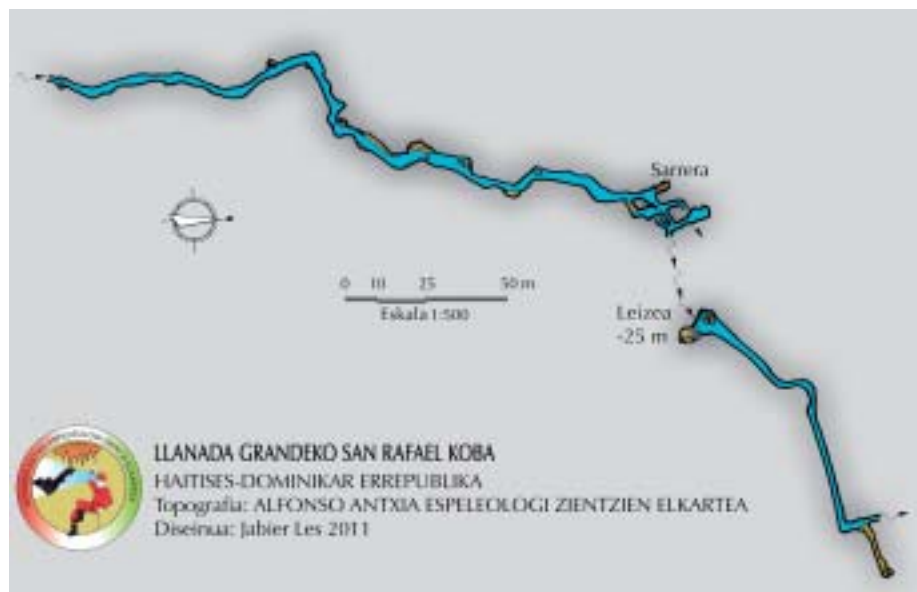 Sarrera
0 10 25 50 m
Eskala 1:500
Leizea
-25 m
LLANADA GRANDEKO SAN RAFAEL KOBA
HAITISES-DOMINIKAR ERREPUBLIKA
Topografia: ALFONSO ANTXIA ESPELEOLOGI ZIENTZIEN ELKARTEA
Diseinua: Jabier Les 2011